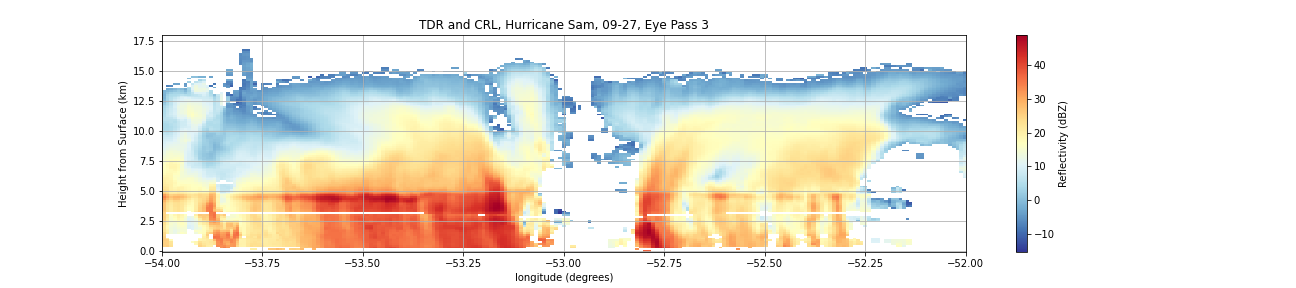 TDR and CRL, Hurricane Sam, 09-27, Eye Pass 3
17.5
15.0
12.5
10.0
7.5
5.0
2.5
0.0
Height from Surface (km)
−54.00 −53.75 −53.50 −53.25 −53.00 −52.75 −52.50 −52.25 −52.00
longitude (degrees)
40
30
20
10
0
−10
Reflectivity (dBZ)